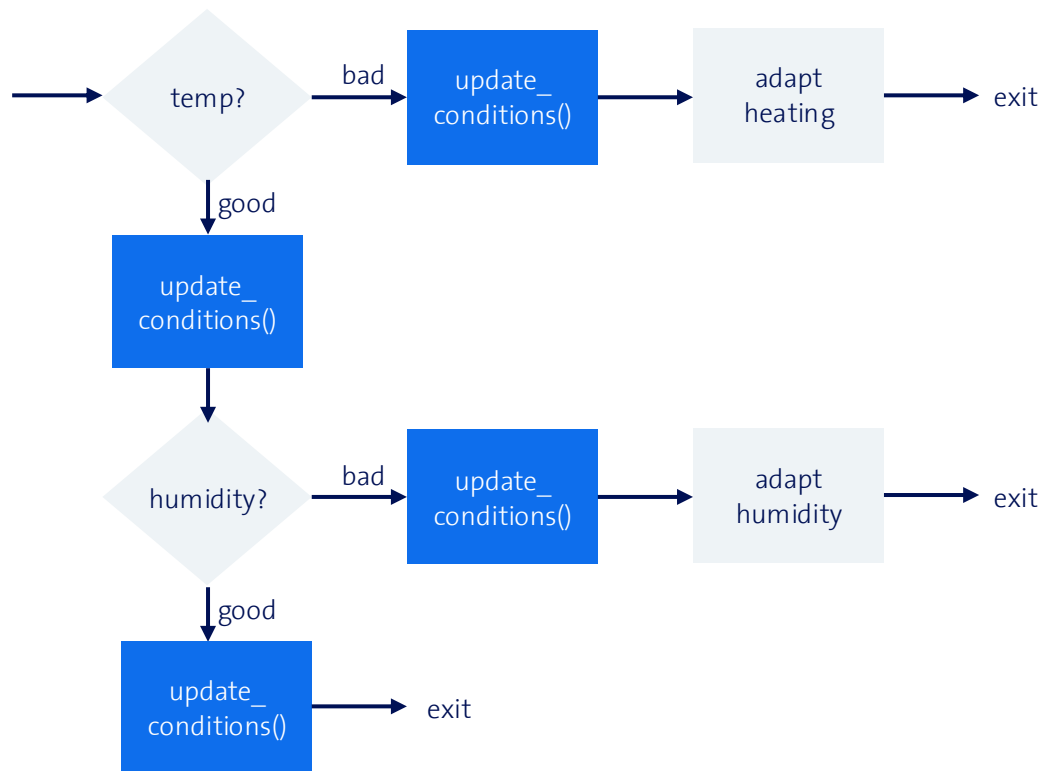 temp?
bad
update_
conditions()
adapt
heating
exit
good
update_
conditions()
humidity?
bad
update_
conditions()
adapt
humidity
exit
good
update_
conditions()
exit